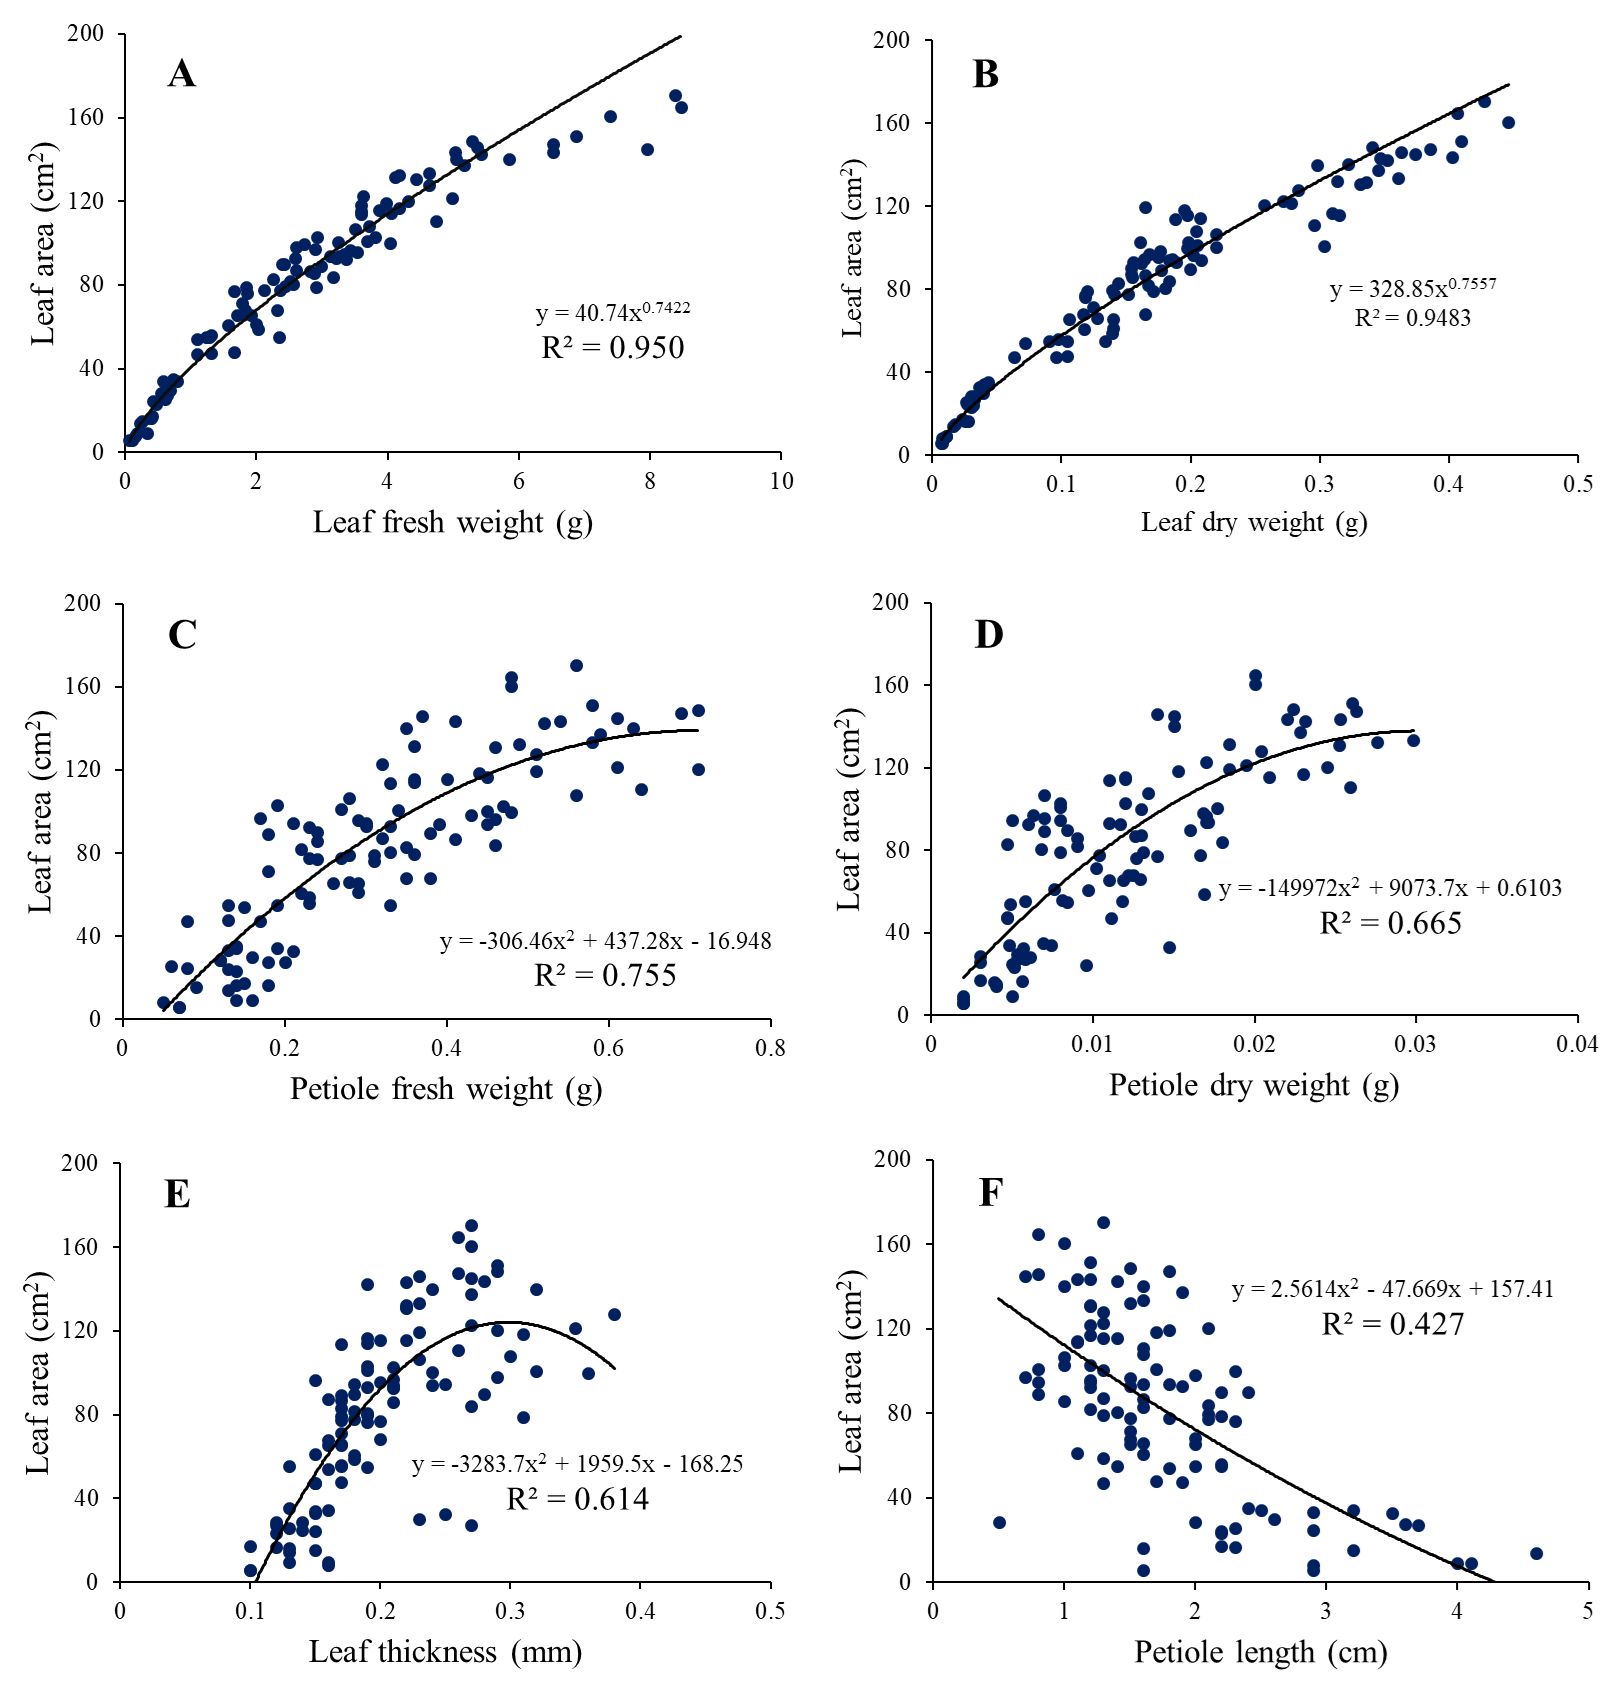 A
200
160
120
80
40
0
Leaf area (cm²)
y = 40.74x^0.7422
R² = 0.950
0 2 4 6 8 10
Leaf fresh weight (g)
B
200
160
120
80
40
0
Leaf area (cm²)
y = 328.85x^0.7557
R² = 0.9483
0 0.1 0.2 0.3 0.4 0.5
Leaf dry weight (g)
C
200
160
120
80
40
0
Leaf area (cm²)
y = -306.46x² + 437.28x - 16.948
R² = 0.755
0 0.2 0.4 0.6 0.8
Petiole fresh weight (g)
D
200
160
120
80
40
0
Leaf area (cm²)
y = -149972x² + 9073.7x + 0.6103
R² = 0.665
0 0.01 0.02 0.03 0.04
Petiole dry weight (g)
E
200
160
120
80
40
0
Leaf area (cm²)
y = -3283.7x² + 1959.5x - 168.25
R² = 0.614
0 0.1 0.2 0.3 0.4 0.5
Leaf thickness (mm)
F
200
160
120
80
40
0
Leaf area (cm²)
y = 2.5614x² - 47.669x + 157.41
R² = 0.427
0 1 2 3 4 5
Petiole length (cm)